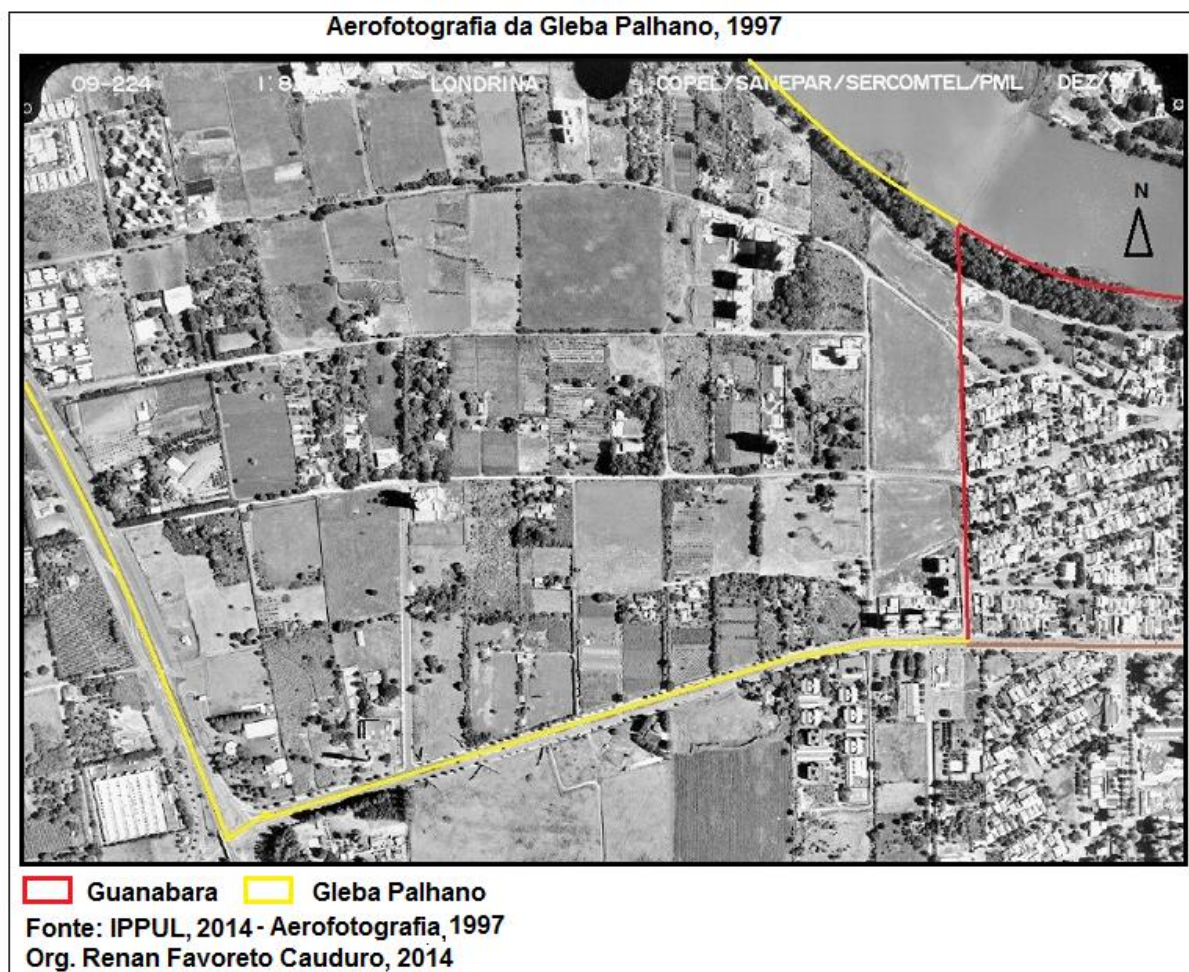 Aerofotografia da Gleba Palhano, 1997
09-224 LONDRINA COPEL/SANEPAR/SERCOMTEL/PML
N
Guanabara Gleba Palhano
Fonte: IPPUL, 2014 - Aerofotografia, 1997
Org. Renan Favoreto Cauduro, 2014